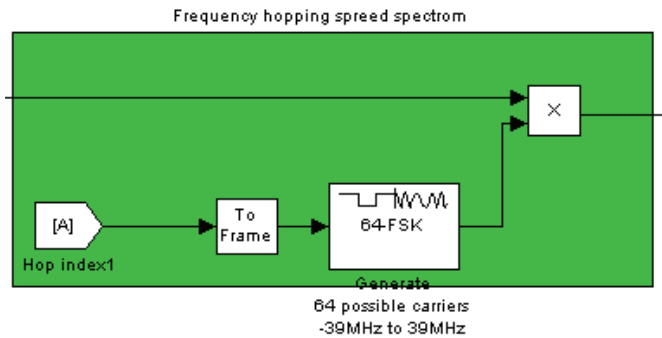 Frequency hopping spreed spectrom
X
[A]
Hop index1
To
Frame
64-FSK
Generate
64 possible carriers
-39MHz to 39MHz